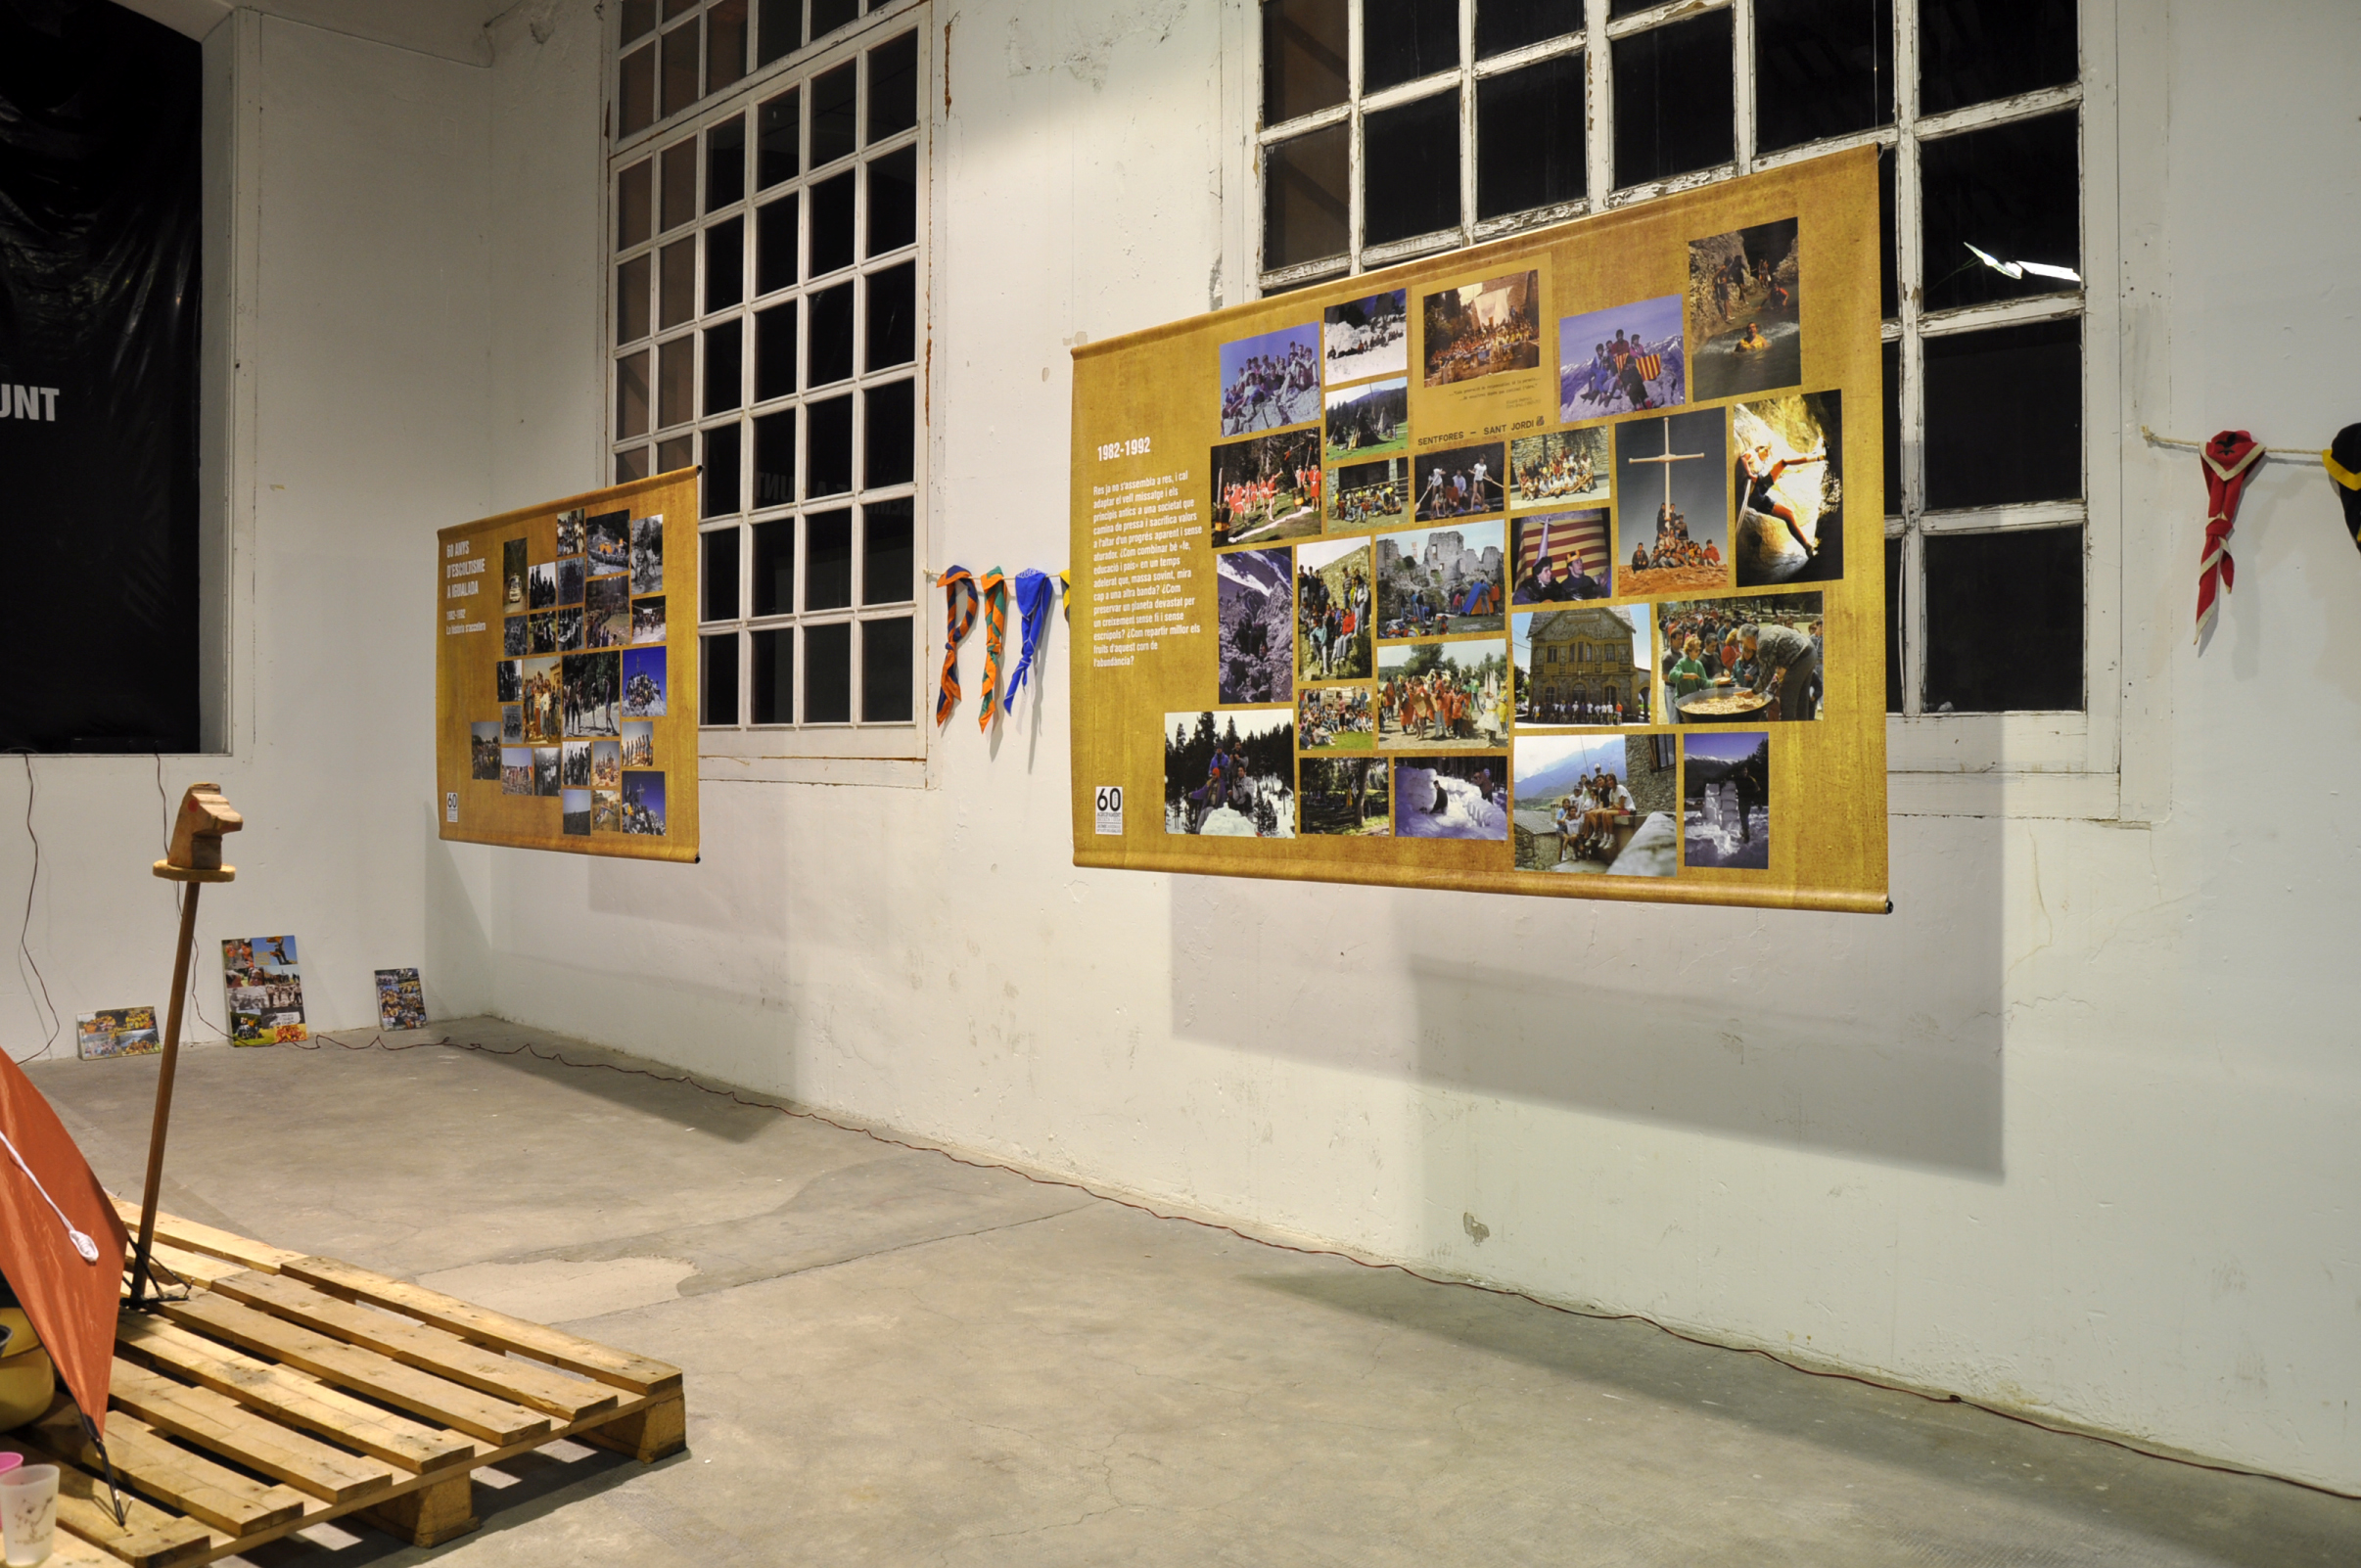 UNT
60 ANYS
D'ESCOLTISME
A IGUALADA
1982-1992
Res ja no s'assembla a res, i cal
adaptar el vell missatge i els
principis antics a una societat que
camina de pressa i sacrifica valors
a l'altar d'un progrés aparent i sense
aturador. ¿Com combinar bé «fe,
educació i país» en un temps
adelerat que, massa sovint, mira
cap a una altra banda? ¿Com
preservar un planeta devastat per
un creixement sense fi i sense
escrúpols? ¿Com repartir millor els
fruits d'aquest corn de
l'abundància?
SENTFORES - SANT JORDI
60
60